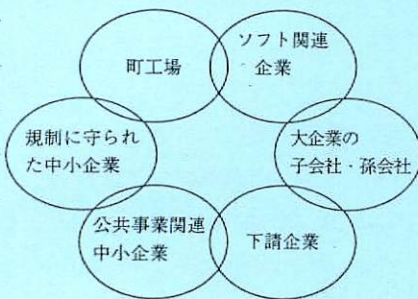 町工場
ソフト関連
企業
規制に守られ
た中小企業
大企業の
子会社・孫会社
公共事業関連
中小企業
下請企業